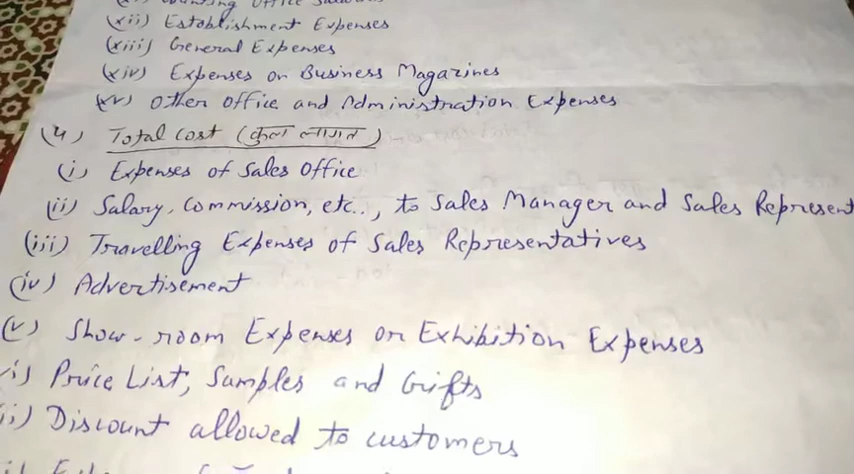 Office
(xii) Establishment Expenses
(xiii) General Expenses
(xiv) Expenses on Business Magazines
(xv) Other Office and Administration Expenses
(4) Total Cost (कुल लागत)
(i) Expenses of Sales Office
(ii) Salary, Commission, etc.., to Sales Manager and Sales Represent
(iii) Travelling Expenses of Sales Representatives
(iv) Advertisement
(v) Show-room Expenses or Exhibition Expenses
i) Price List, Samples and Gifts
ii) Discount allowed to customers